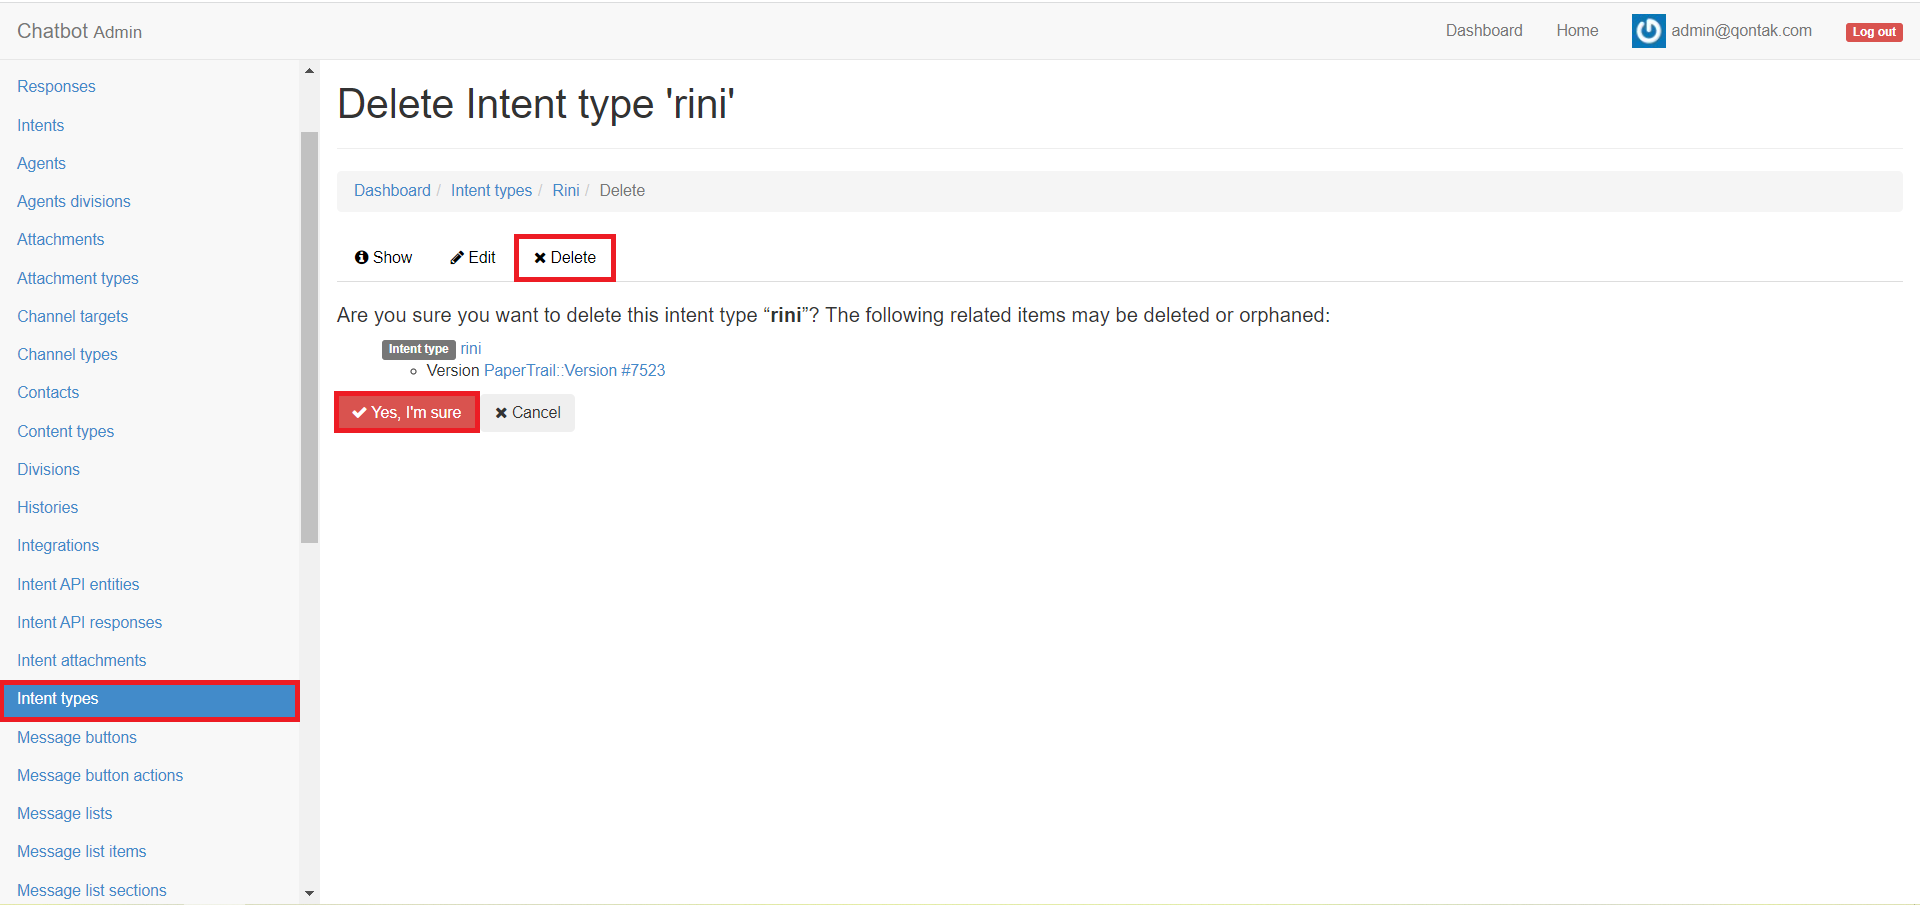 Chatbot Admin
Dashboard
Home
admin@qontak.com
Log out
Responses
Intents
Agents
Agents divisions
Attachments
Attachment types
Channel targets
Channel types
Contacts
Content types
Divisions
Histories
Integrations
Intent API entities
Intent API responses
Intent attachments
Intent types
Message buttons
Message button actions
Message lists
Message list items
Message list sections
Delete Intent type 'rini'
Dashboard / Intent types / Rini / Delete
Show
Edit
Delete
Are you sure you want to delete this intent type “rini”? The following related items may be deleted or orphaned:
Intent type rini
Version PaperTrail::Version #7523
Yes, I'm sure
Cancel